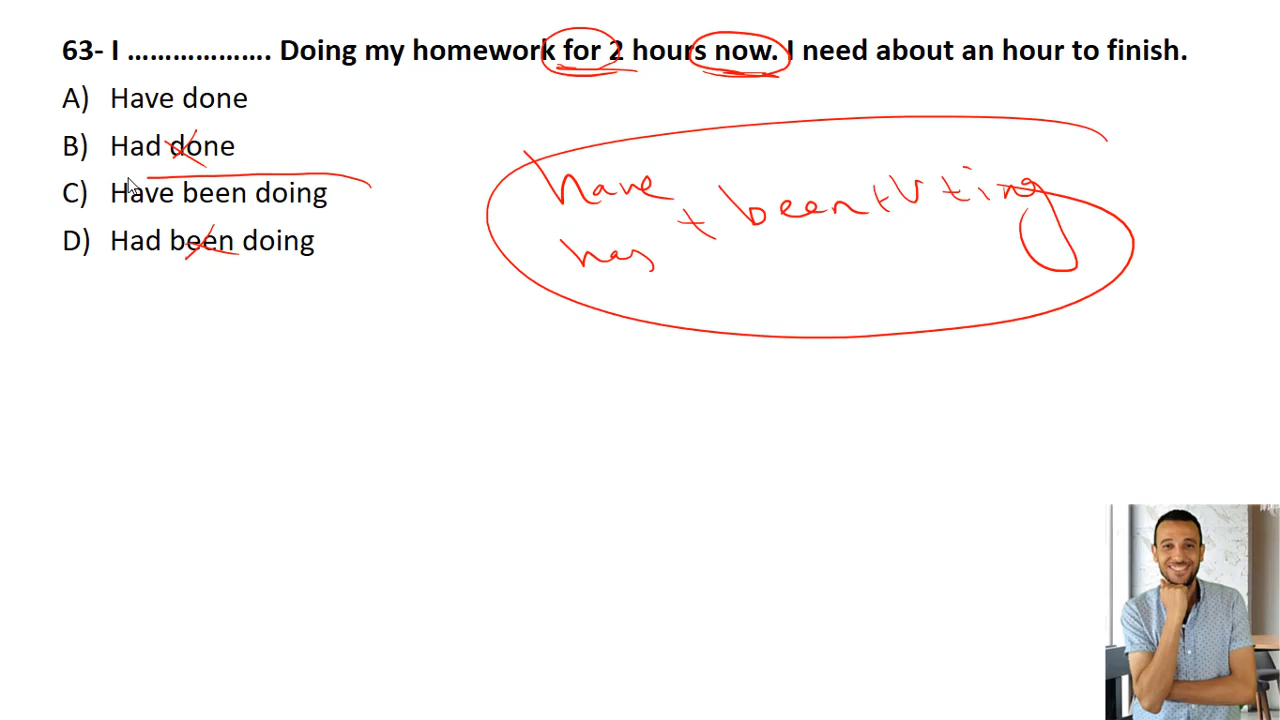 63- I ………………. Doing my homework for 2 hours now. I need about an hour to finish.
A) Have done
B) Had done
C) Have been doing
D) Had been doing
have
has
+ been + V + ing